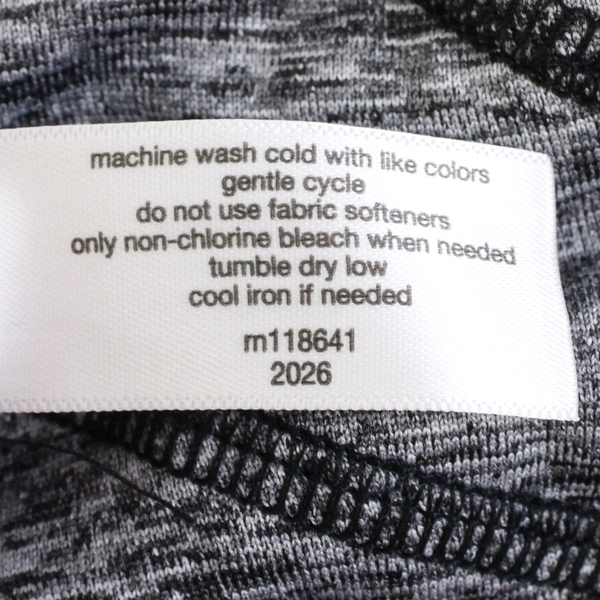 machine wash cold with like colors
gentle cycle
do not use fabric softeners
only non-chlorine bleach when needed
tumble dry low
cool iron if needed
m118641
2026